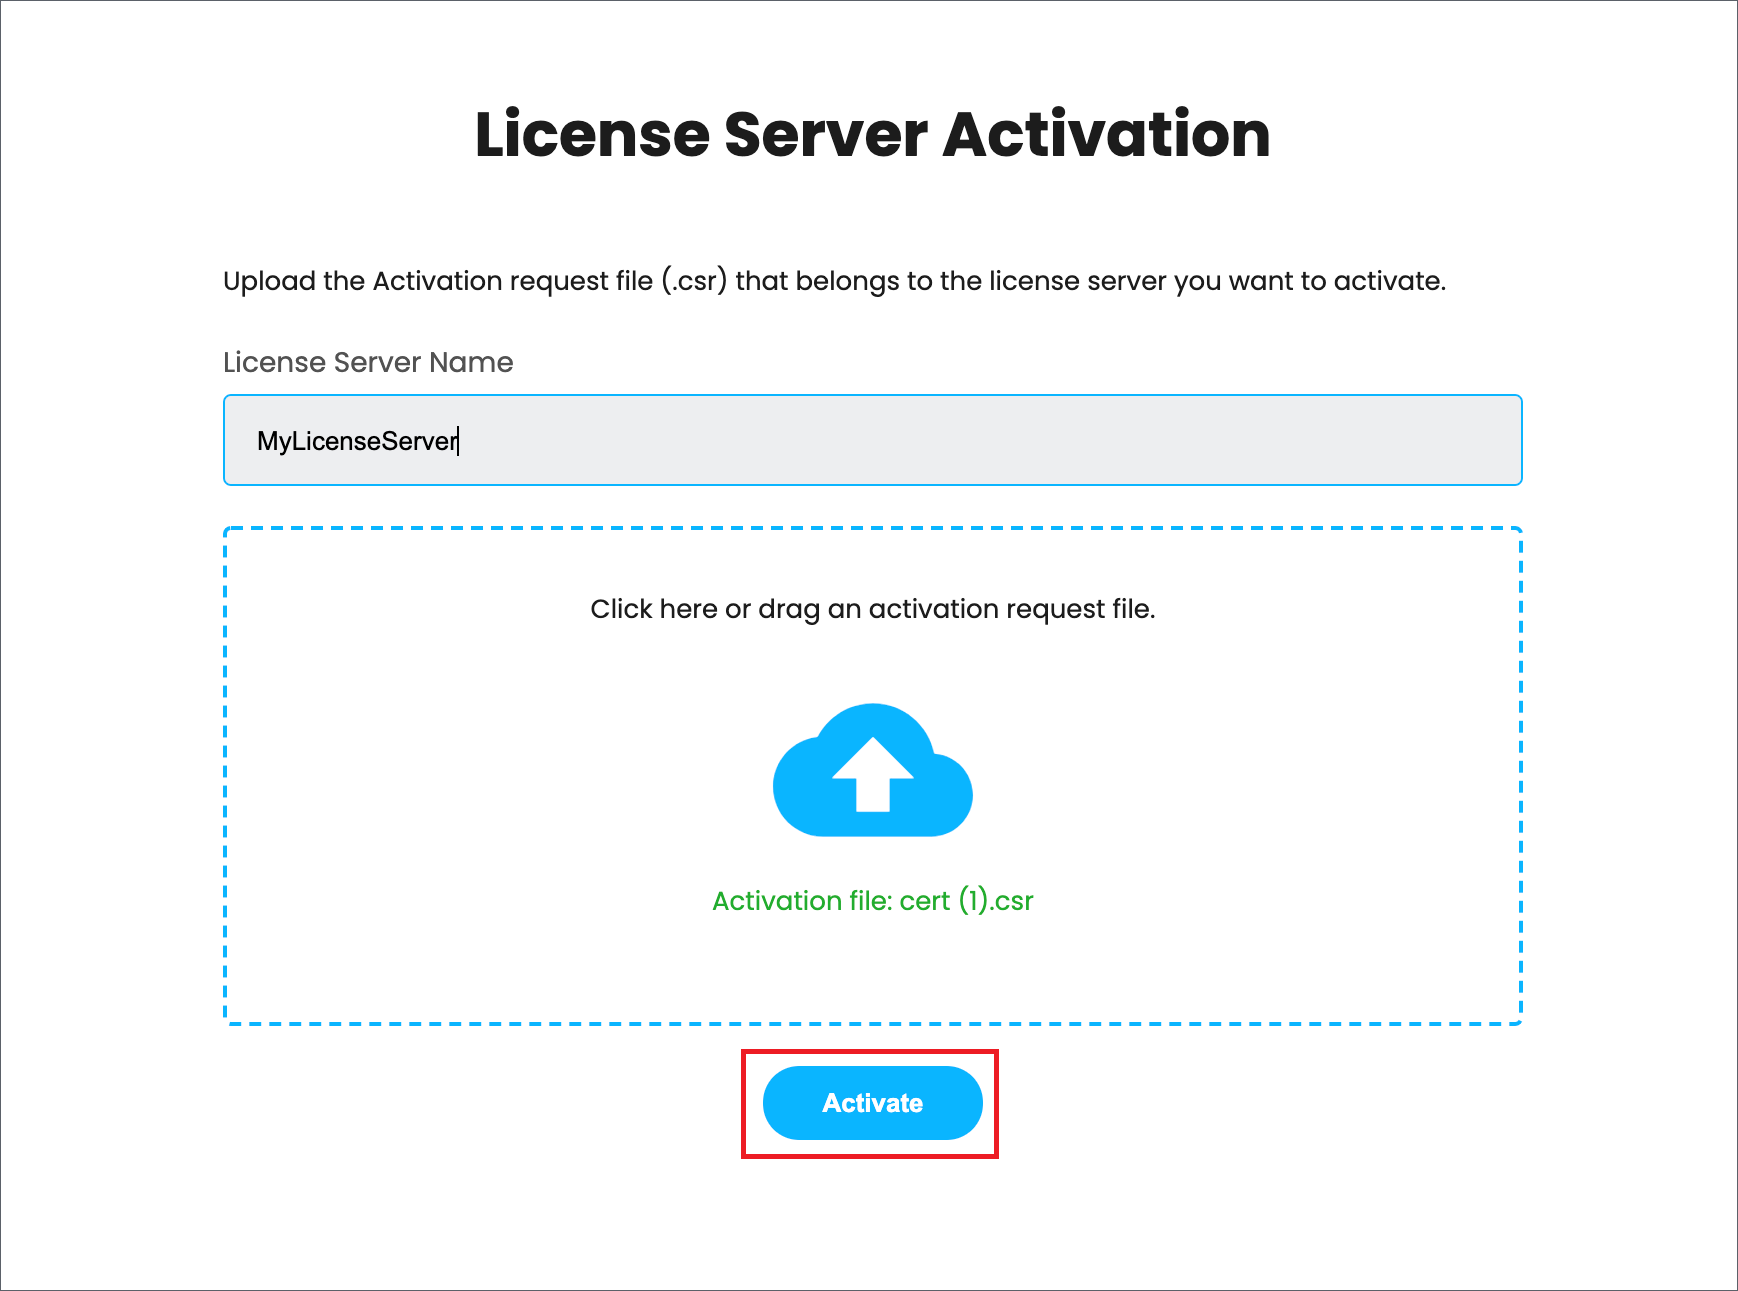 License Server Activation
Upload the Activation request file (.csr) that belongs to the license server you want to activate.
License Server Name
MyLicenseServer
Click here or drag an activation request file.
Activation file: cert (1).csr
Activate